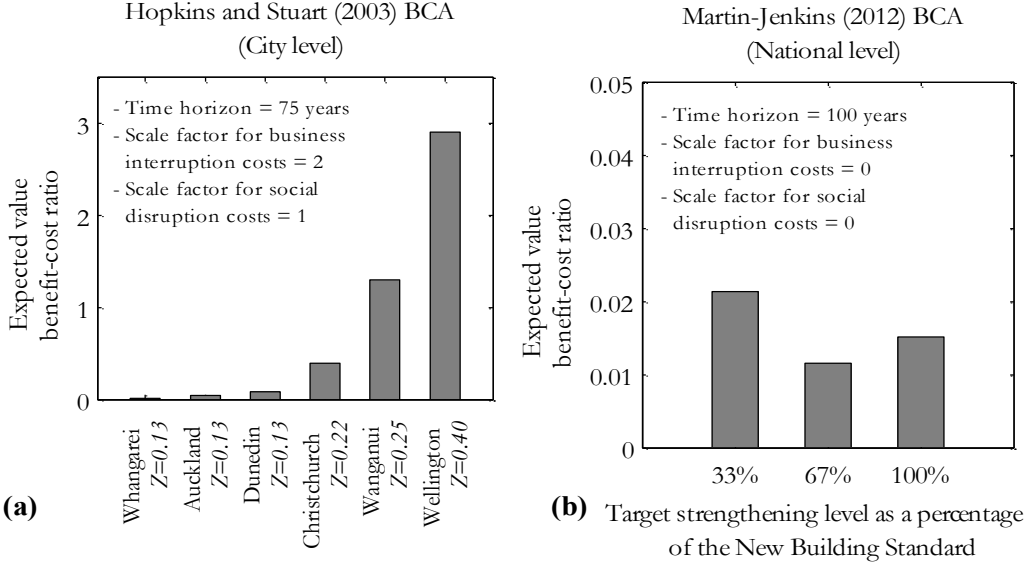 Hopkins and Stuart (2003) BCA
(City level)
- Time horizon = 75 years
- Scale factor for business
interruption costs = 2
- Scale factor for social
disruption costs = 1
Expected value
benefit-cost ratio
3
2
1
0
Whangarei
Z=0.13
Auckland
Z=0.13
Dunedin
Z=0.13
Christchurch
Z=0.22
Wanganui
Z=0.25
Wellington
Z=0.40
(a)
Martin-Jenkins (2012) BCA
(National level)
- Time horizon = 100 years
- Scale factor for business
interruption costs = 0
- Scale factor for social
disruption costs = 0
Expected value
benefit-cost ratio
0.05
0.04
0.03
0.02
0.01
0
33%
67%
100%
(b)
Target strengthening level as a percentage
of the New Building Standard